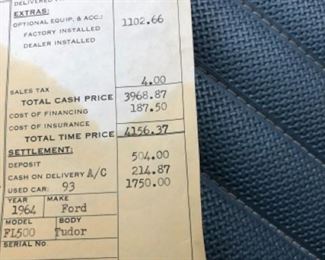 DELIVERED
EXTRAS:
OPTIONAL EQUIP. & ACC.: 1102.66
FACTORY INSTALLED
DEALER INSTALLED
SALES TAX 4.00
TOTAL CASH PRICE 3968.87
COST OF FINANCING 187.50
COST OF INSURANCE
TOTAL TIME PRICE 4156.37
SETTLEMENT:
DEPOSIT 504.00
CASH ON DELIVERY A/C 214.87
USED CAR: 93 1750.00
YEAR MAKE
1964 Ford
MODEL BODY
FL500 Tudor
SERIAL No.